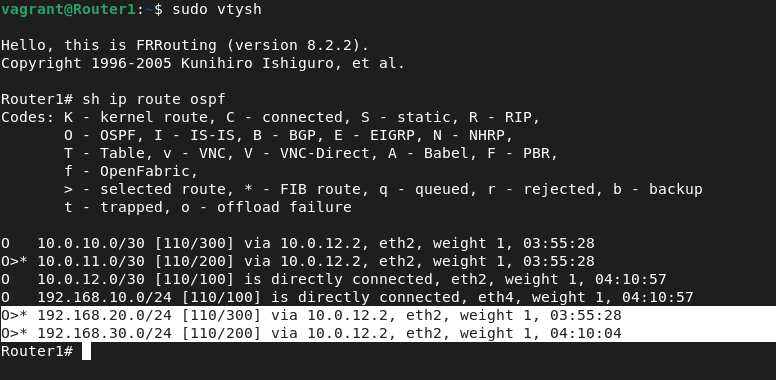 vagrant@Router1:~$ sudo vtysh
Hello, this is FRRouting (version 8.2.2).
Copyright 1996-2005 Kunihiro Ishiguro, et al.
Router1# sh ip route ospf
Codes: K - kernel route, C - connected, S - static, R - RIP,
       O - OSPF, I - IS-IS, B - BGP, E - EIGRP, N - NHRP,
       T - Table, v - VNC, V - VNC-Direct, A - Babel, F - PBR,
       f - OpenFabric,
       > - selected route, * - FIB route, q - queued, r - rejected, b - backup
       t - trapped, o - offload failure
O   10.0.10.0/30 [110/300] via 10.0.12.2, eth2, weight 1, 03:55:28
O>* 10.0.11.0/30 [110/200] via 10.0.12.2, eth2, weight 1, 03:55:28
O   10.0.12.0/30 [110/100] is directly connected, eth2, weight 1, 04:10:57
O   192.168.10.0/24 [110/100] is directly connected, eth4, weight 1, 04:10:57
O>* 192.168.20.0/24 [110/300] via 10.0.12.2, eth2, weight 1, 03:55:28
O>* 192.168.30.0/24 [110/200] via 10.0.12.2, eth2, weight 1, 04:10:04
Router1#